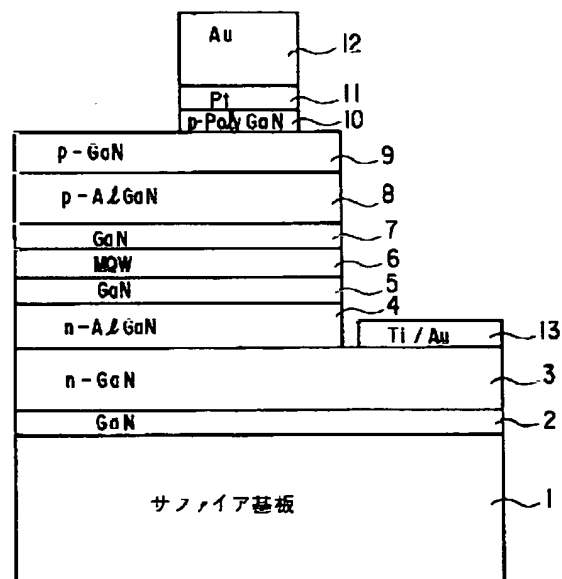 Au 12
Pt 11
p-Poly GaN 10
p-GaN 9
p-AlGaN 8
GaN 7
MQW 6
GaN 5
n-AlGaN 4
Ti / Au 13
n-GaN 3
GaN 2
サファイア基板 1